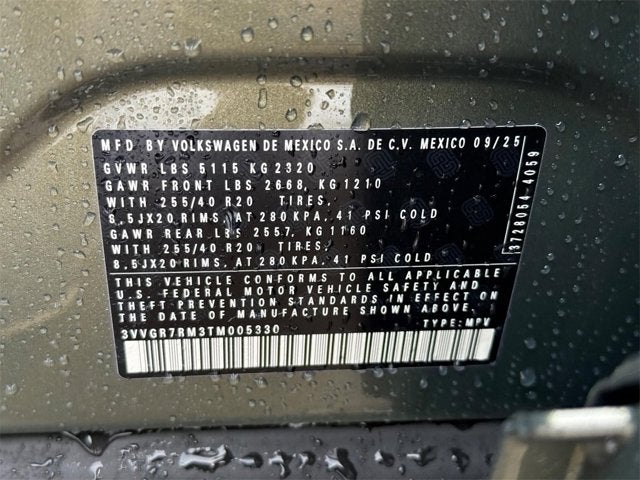 MFD BY VOLKSWAGEN DE MEXICO S.A. DE C.V. MEXICO 09/25
GVWR LBS 5115 KG 2320
GAWR FRONT LBS 2668, KG 1210
WITH 255/40 R20 TIRES,
8,5JX20 RIMS, AT 280 KPA, 41 PSI COLD
GAWR REAR LBS 2557, KG 1160
WITH 255/40 R20 TIRES,
8,5JX20 RIMS, AT 280 KPA, 41 PSI COLD
THIS VEHICLE CONFORMS TO ALL APPLICABLE
U.S. FEDERAL MOTOR VEHICLE SAFETY AND
THEFT PREVENTION STANDARDS IN EFFECT ON
THE DATE OF MANUFACTURE SHOWN ABOVE.
3VVGR7RM3TM005330 TYPE: MPV
3728054 4059